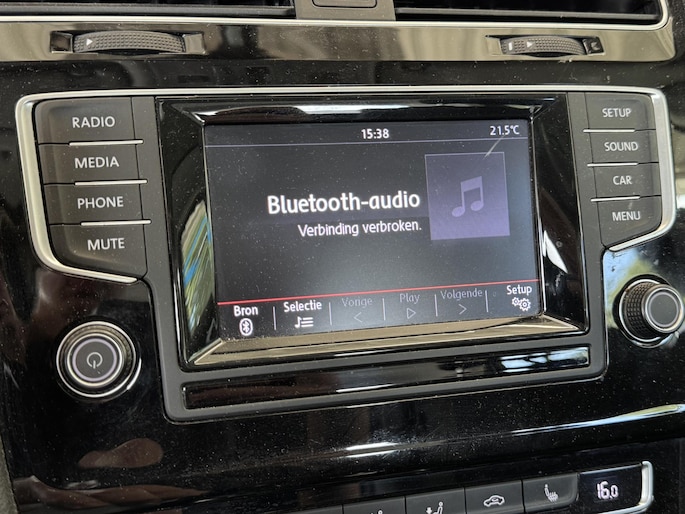 RADIO
MEDIA
PHONE
MUTE
15:38
21.5°C
Bluetooth-audio
Verbinding verbroken.
Bron
Selectie
Vorige
Play
Volgende
Setup
SETUP
SOUND
CAR
MENU
16.0